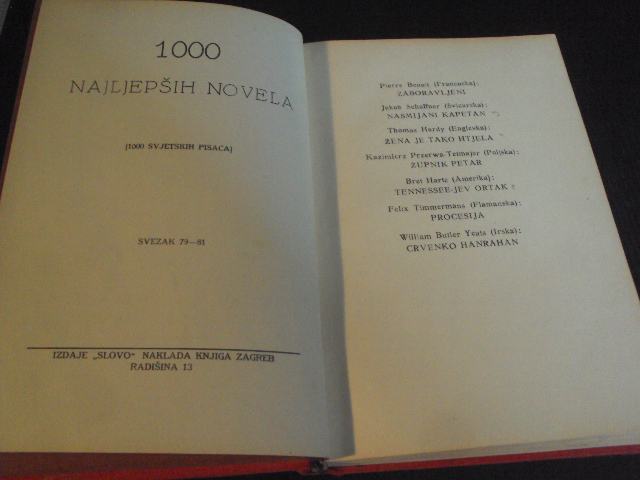 1000
NAJLJEPŠIH NOVELA
(1000 SVJETSKIH PISACA)
SVEZAK 79—81
IZDAJE „SLOVO" NAKLADA KNJIGA ZAGREB
RADIŠINA 13
Pierre Benoit (Francuska):
ZABORAVLJENI
Jakob Schaffner (Švicarska):
NASMIJANI KAPETAN
Thomas Hardy (Engleska):
ŽENA JE TAKO HTJELA
Kazimierz Przerwa-Tetmajer (Poljska):
ŽUPNIK PETAR
Bret Harte (Amerika):
TENNESSEE-JEV ORTAK
Felix Timmermans (Flamanska):
PROCESIJA
William Butler Yeats (Irska):
CRVENKO HANRAHAN